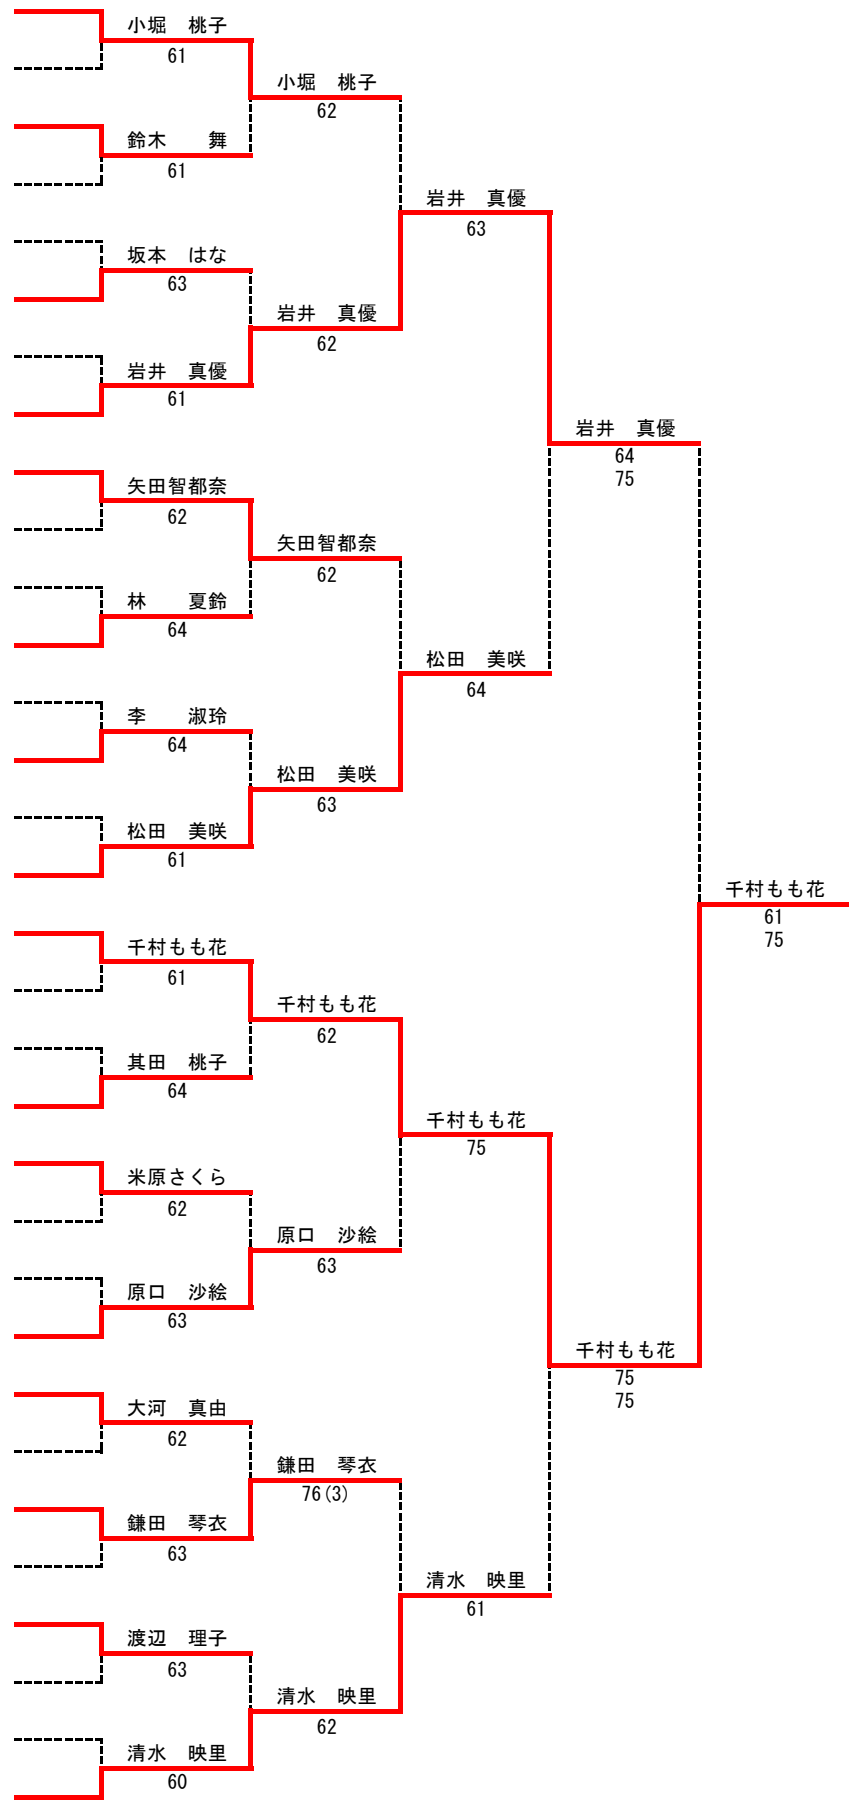 小堀　桃子
61
小堀　桃子
62
鈴木　　舞
61
岩井　真優
63
坂本　はな
63
岩井　真優
62
岩井　真優
61
岩井　真優
64
75
矢田智都奈
62
矢田智都奈
62
林　　夏鈴
64
松田　美咲
64
李　　淑玲
64
松田　美咲
63
松田　美咲
61
千村もも花
61
75
千村もも花
61
千村もも花
62
其田　桃子
64
千村もも花
75
米原さくら
62
原口　沙絵
63
原口　沙絵
63
千村もも花
75
75
大河　真由
62
鎌田　琴衣
76(3)
鎌田　琴衣
63
清水　映里
61
渡辺　理子
63
清水　映里
62
清水　映里
60